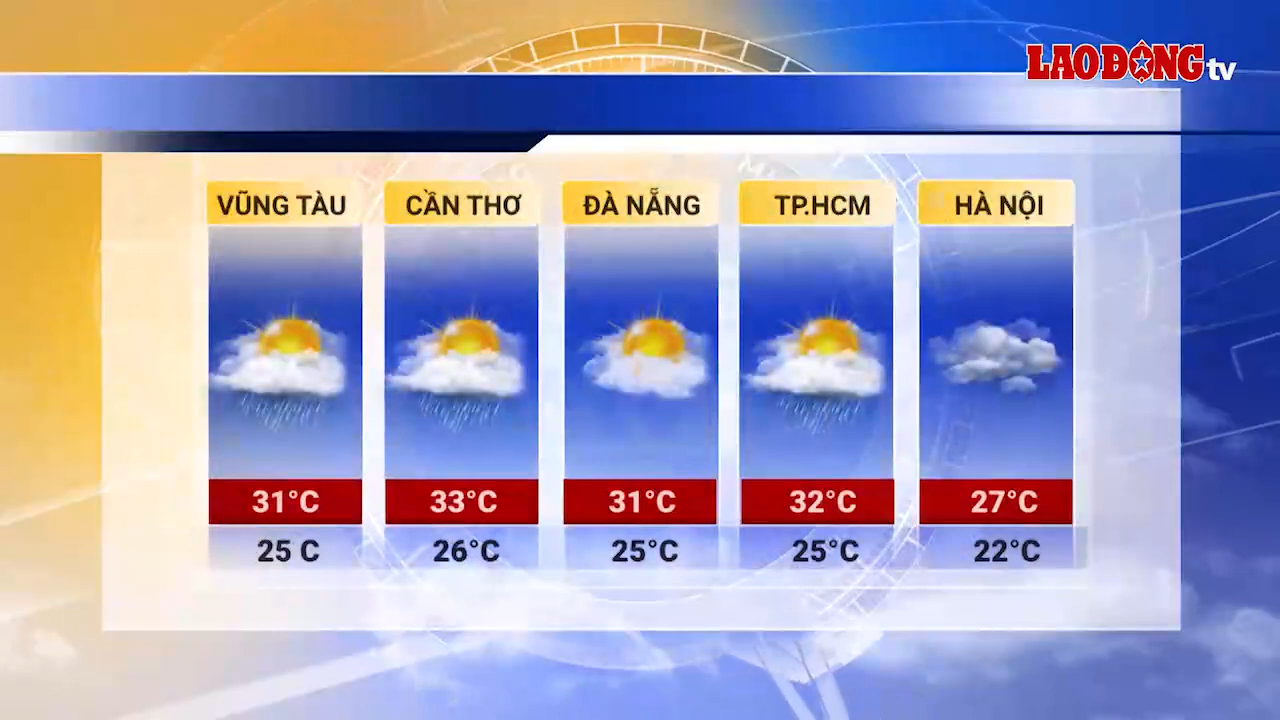 LAO ĐỘNG tv
VŨNG TÀU
CẦN THƠ
ĐÀ NẴNG
TP.HCM
HÀ NỘI
31°C
33°C
31°C
32°C
27°C
25 C
26°C
25°C
25°C
22°C